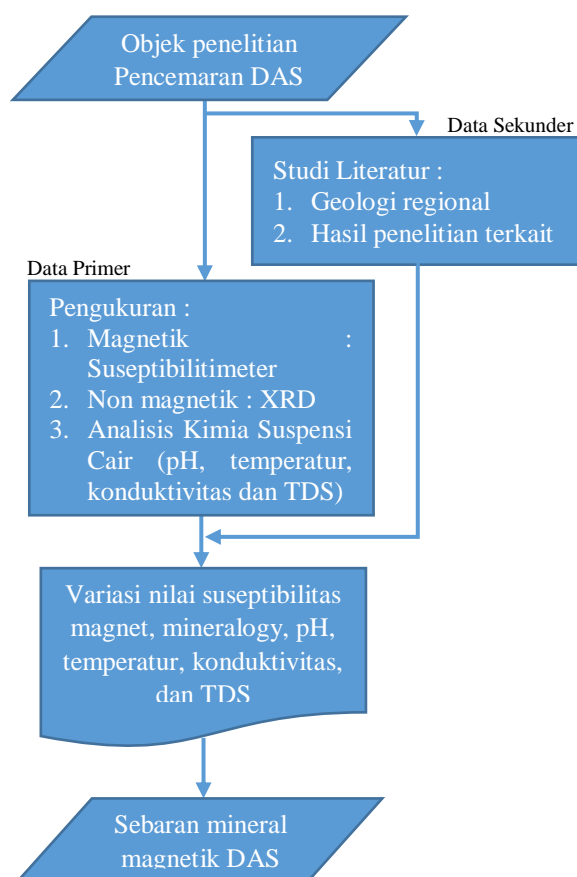 Objek penelitian
Pencemaran DAS
Data Sekunder
Studi Literatur :
1. Geologi regional
2. Hasil penelitian terkait
Data Primer
Pengukuran :
1. Magnetik :
Suseptibilitimeter
2. Non magnetik : XRD
3. Analisis Kimia Suspensi
Cair (pH, temperatur,
konduktivitas dan TDS)
Variasi nilai suseptibilitas
magnet, mineralogy, pH,
temperatur, konduktivitas,
dan TDS
Sebaran mineral
magnetik DAS